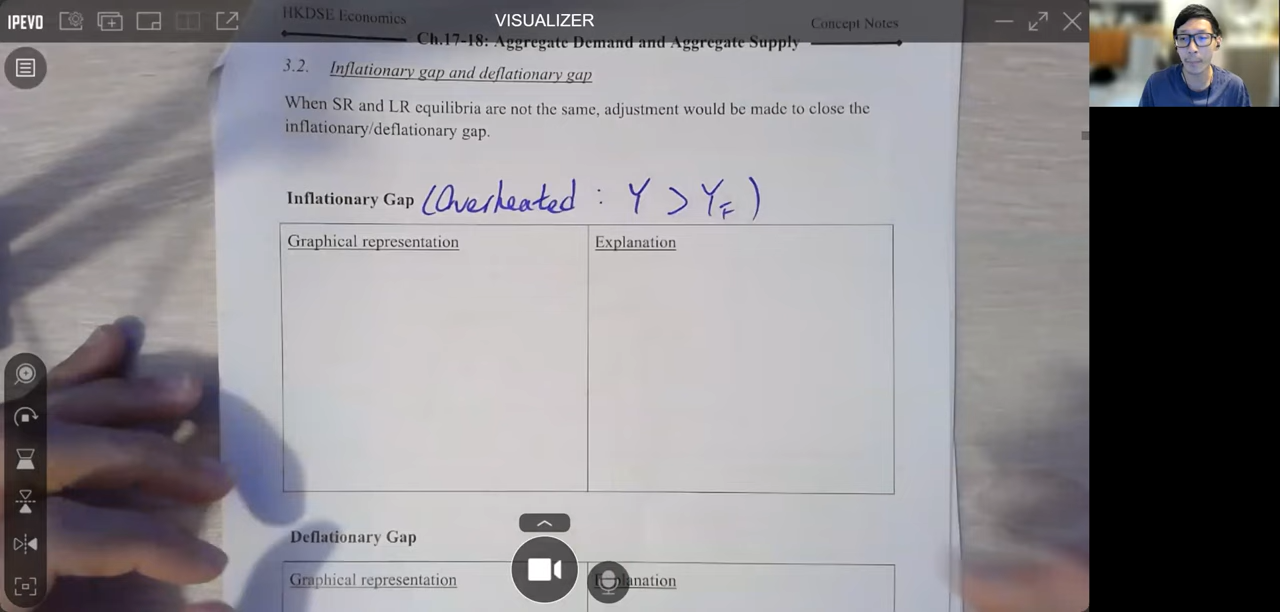 IPEVO
VISUALIZER
HKDSE Economics
Concept Notes
Ch.17-18: Aggregate Demand and Aggregate Supply
3.2. Inflationary gap and deflationary gap
When SR and LR equilibria are not the same, adjustment would be made to close the
inflationary/deflationary gap.
Inflationary Gap (Overheated : Y > Y_F)
Graphical representation
Explanation
Deflationary Gap
Graphical representation